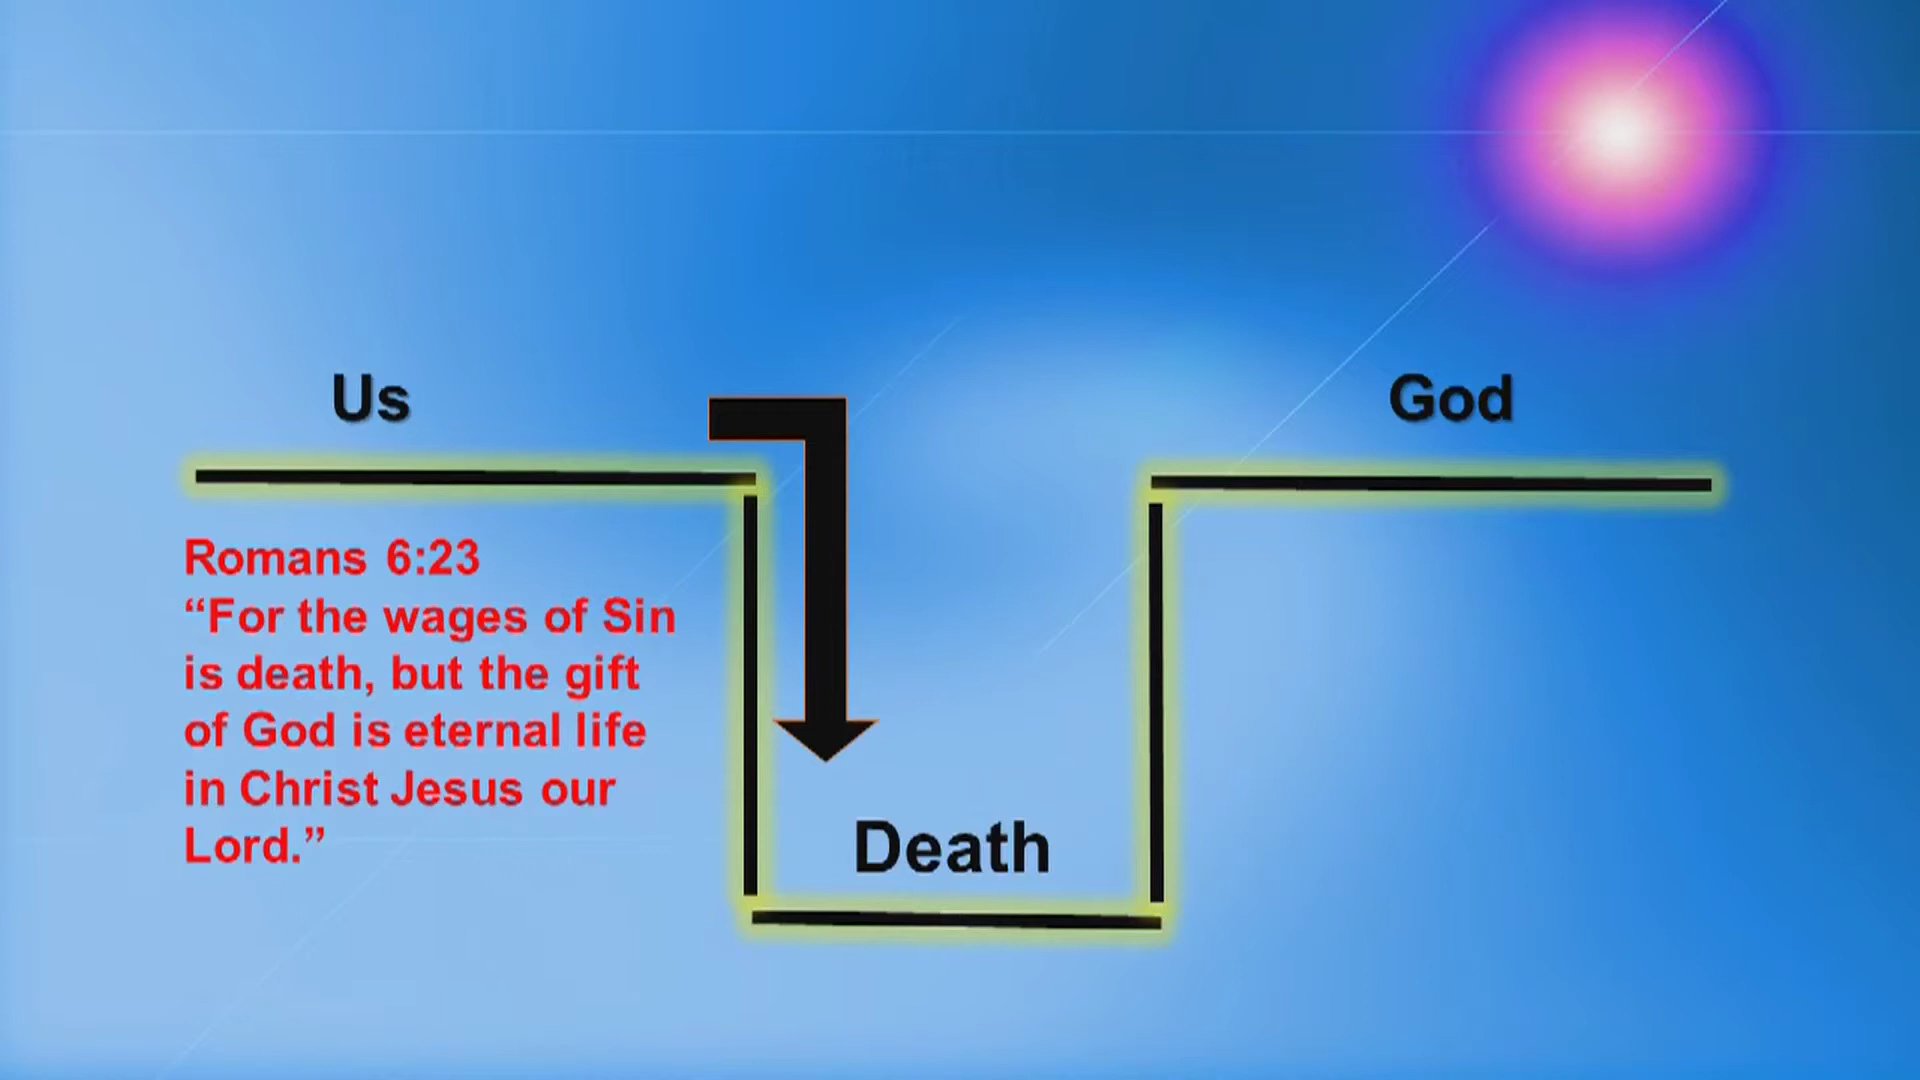 Us
God
Romans 6:23
“For the wages of Sin
is death, but the gift
of God is eternal life
in Christ Jesus our
Lord.”
Death